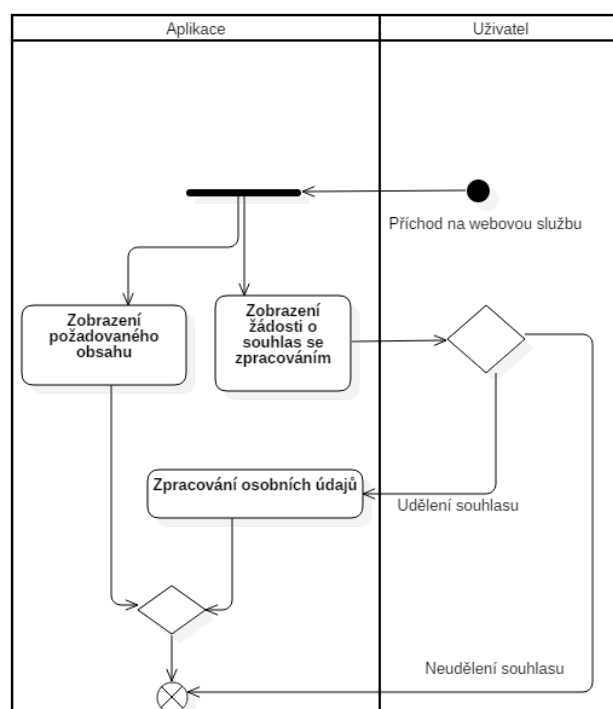 Aplikace
Uživatel
Příchod na webovou službu
Zobrazení
požadovaného
obsahu
Zobrazení
žádosti o
souhlas se
zpracováním
Zpracování osobních údajů
Udělení souhlasu
Neudělení souhlasu